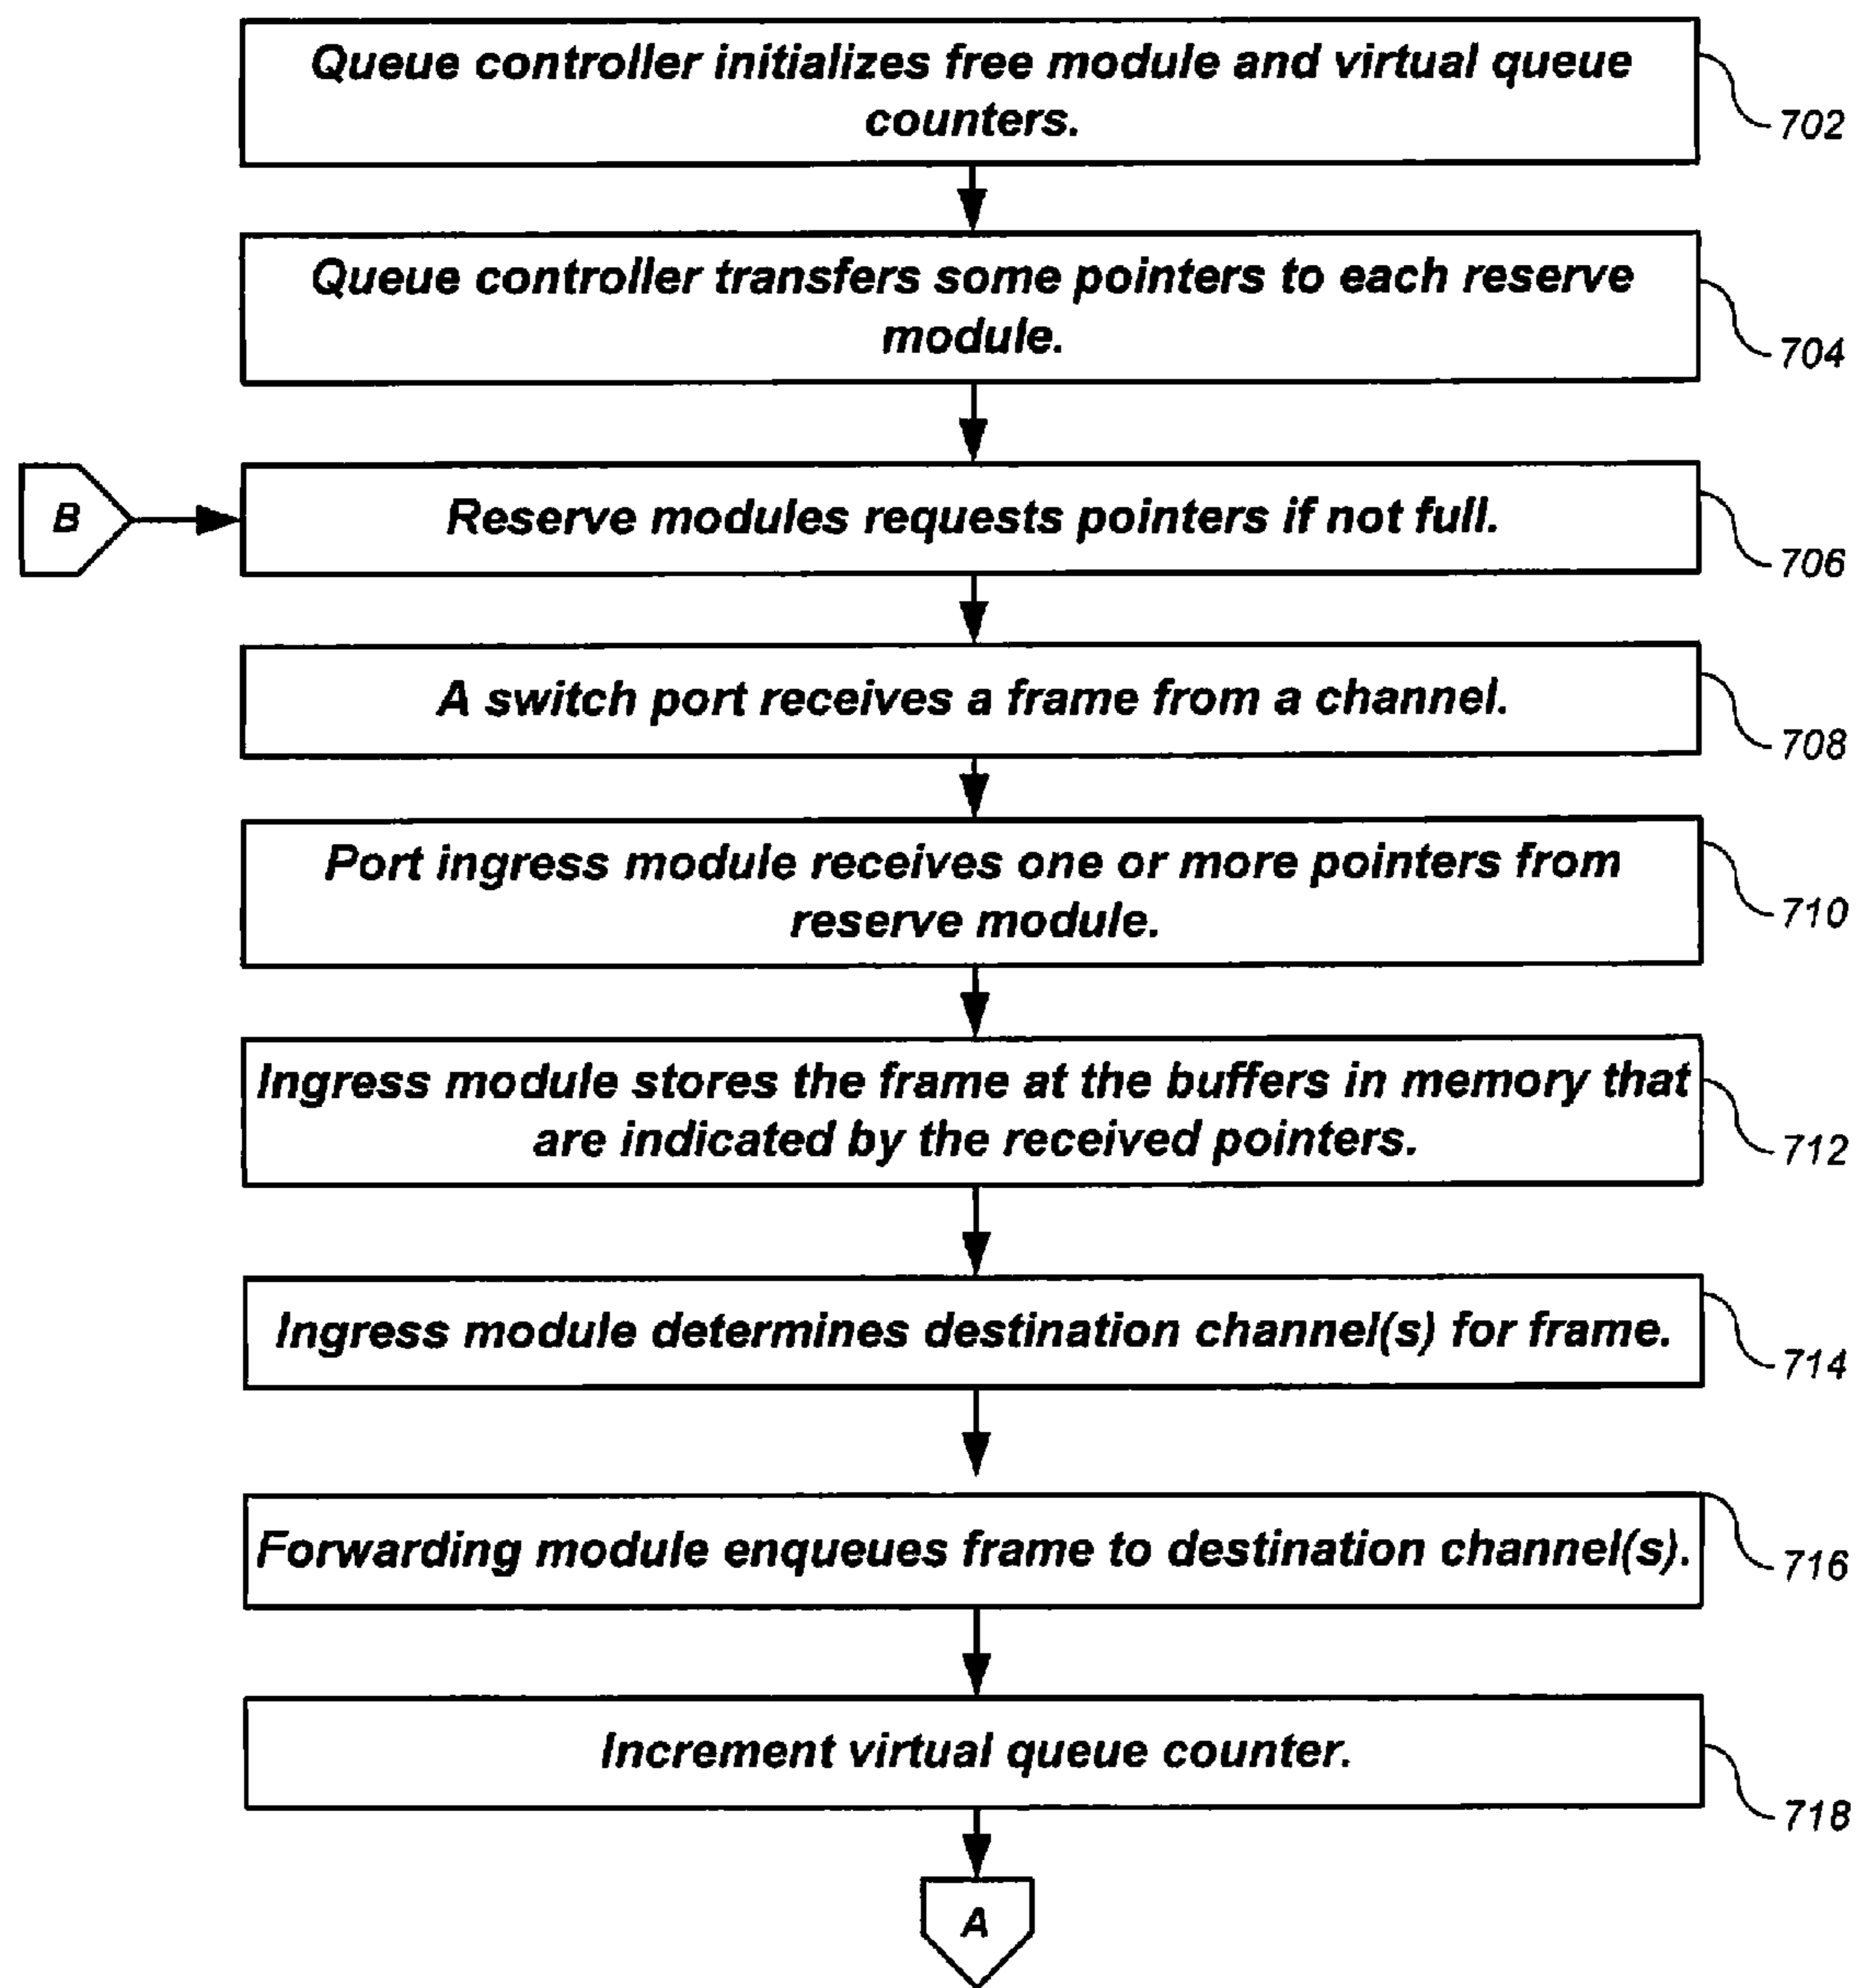 Queue controller initializes free module and virtual queue
counters.
702
Queue controller transfers some pointers to each reserve
module.
704
B
Reserve modules requests pointers if not full.
706
A switch port receives a frame from a channel.
708
Port ingress module receives one or more pointers from
reserve module.
710
Ingress module stores the frame at the buffers in memory that
are indicated by the received pointers.
712
Ingress module determines destination channel(s) for frame.
714
Forwarding module enqueues frame to destination channel(s).
716
Increment virtual queue counter.
718
A